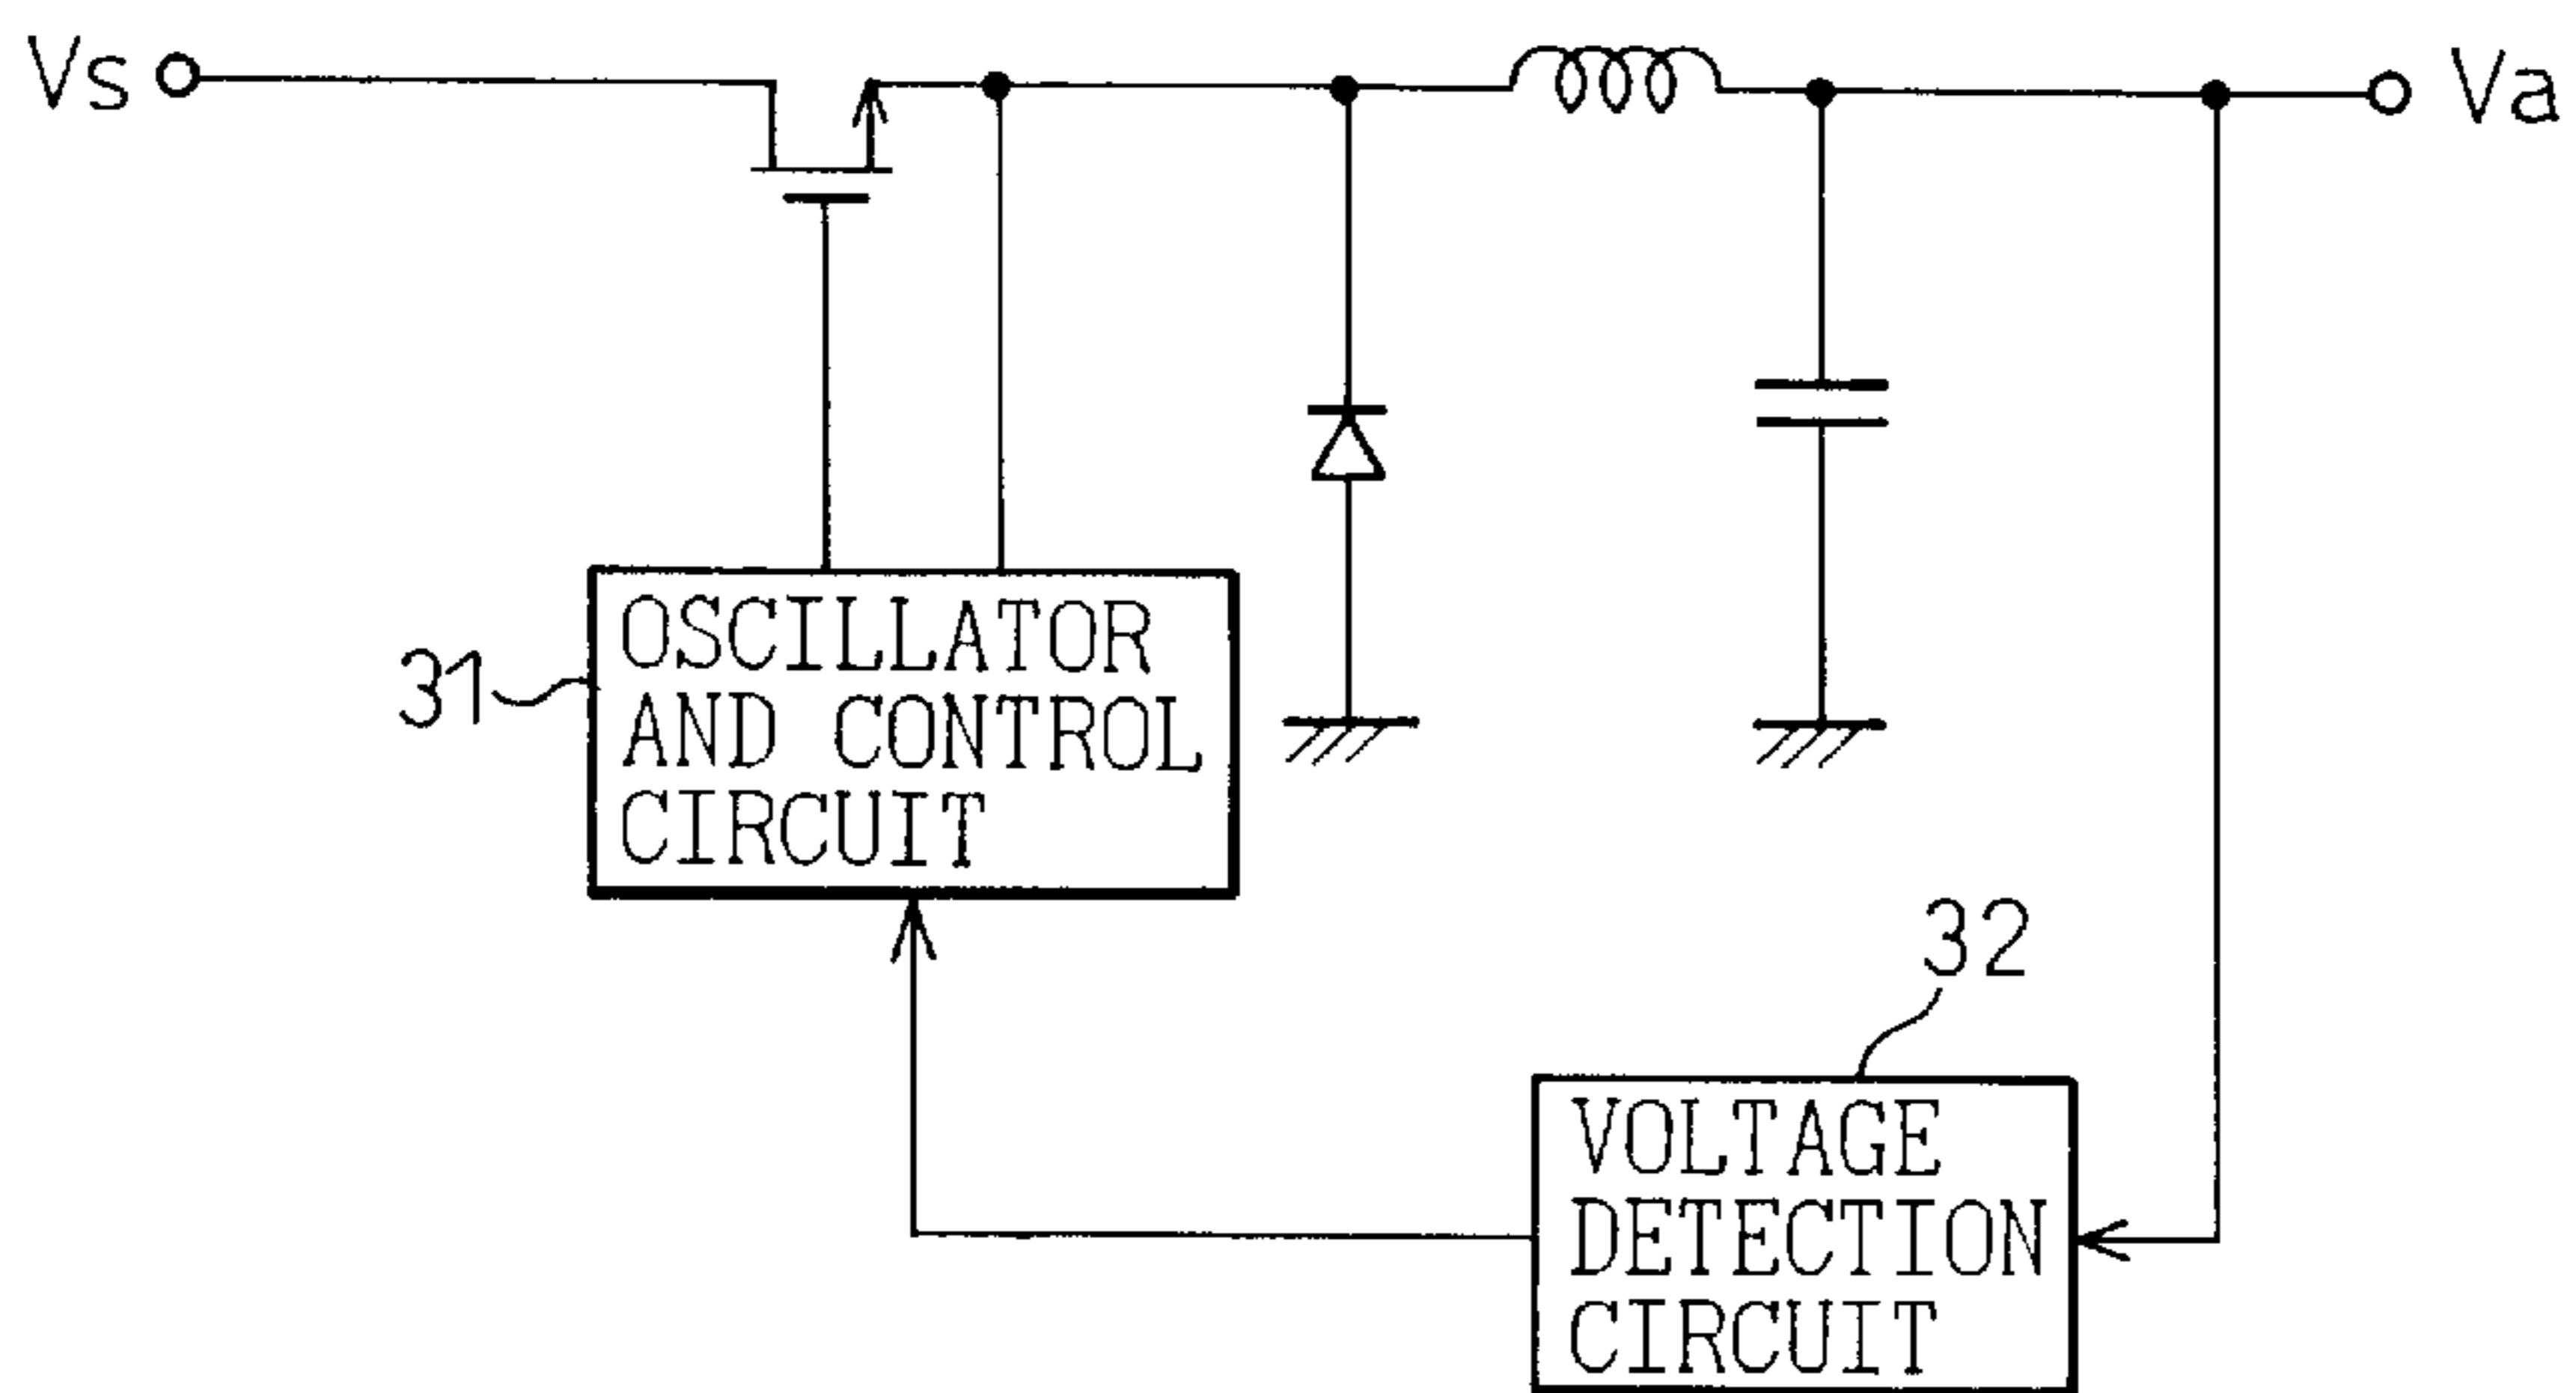 Vs
Va
31
OSCILLATOR
AND CONTROL
CIRCUIT
32
VOLTAGE
DETECTION
CIRCUIT